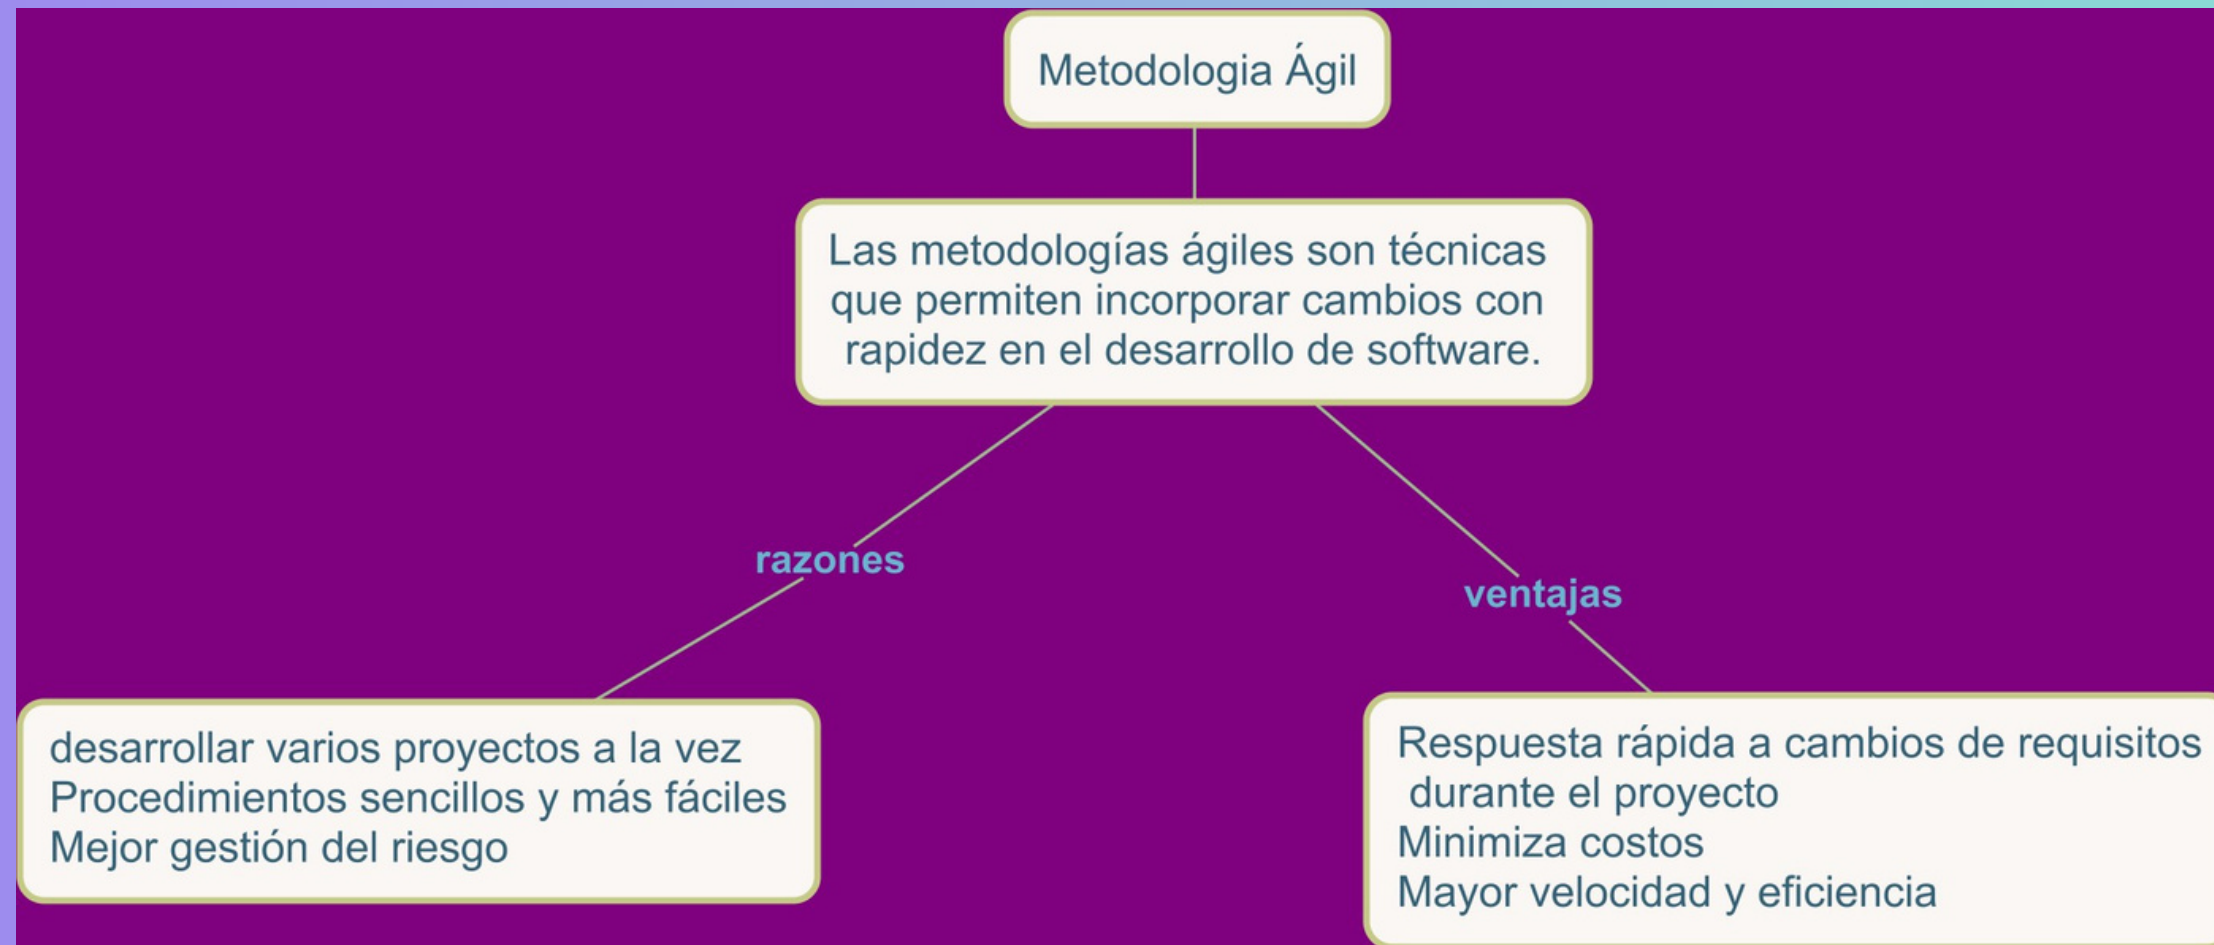 Metodologia Ágil
Las metodologías ágiles son técnicas
que permiten incorporar cambios con
rapidez en el desarrollo de software.
razones
ventajas
desarrollar varios proyectos a la vez
Procedimientos sencillos y más fáciles
Mejor gestión del riesgo
Respuesta rápida a cambios de requisitos
durante el proyecto
Minimiza costos
Mayor velocidad y eficiencia